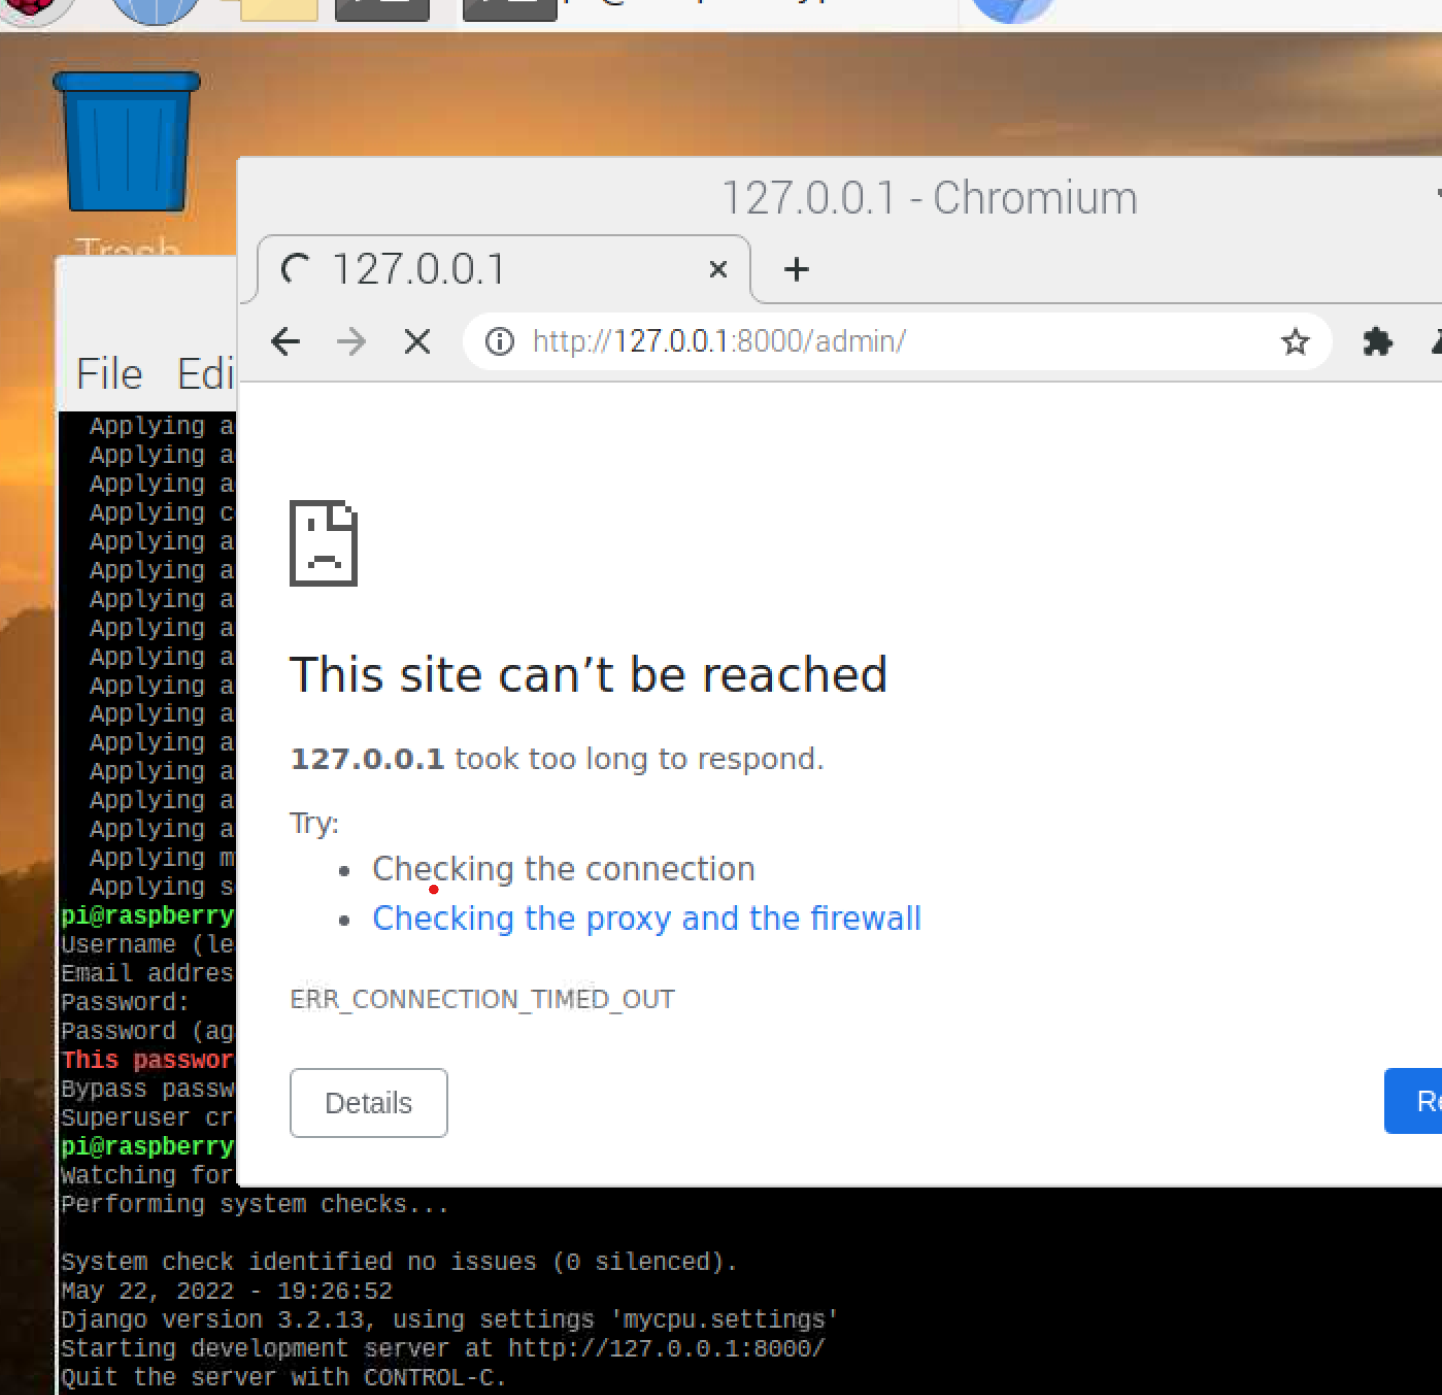 Trash
127.0.0.1 - Chromium
127.0.0.1
http://127.0.0.1:8000/admin/
File
This site can’t be reached
127.0.0.1 took too long to respond.
Try:
Checking the connection
Checking the proxy and the firewall
ERR_CONNECTION_TIMED_OUT
Details
Applying a
Applying a
Applying a
Applying c
Applying a
Applying a
Applying a
Applying a
Applying a
Applying a
Applying a
Applying a
Applying a
Applying a
Applying a
Applying m
Applying s
pi@raspberry
Username (le
Email addres
Password:
Password (ag
This passwor
Bypass passw
Superuser cr
pi@raspberry
Watching for
Performing system checks...
System check identified no issues (0 silenced).
May 22, 2022 - 19:26:52
Django version 3.2.13, using settings 'mycpu.settings'
Starting development server at http://127.0.0.1:8000/
Quit the server with CONTROL-C.